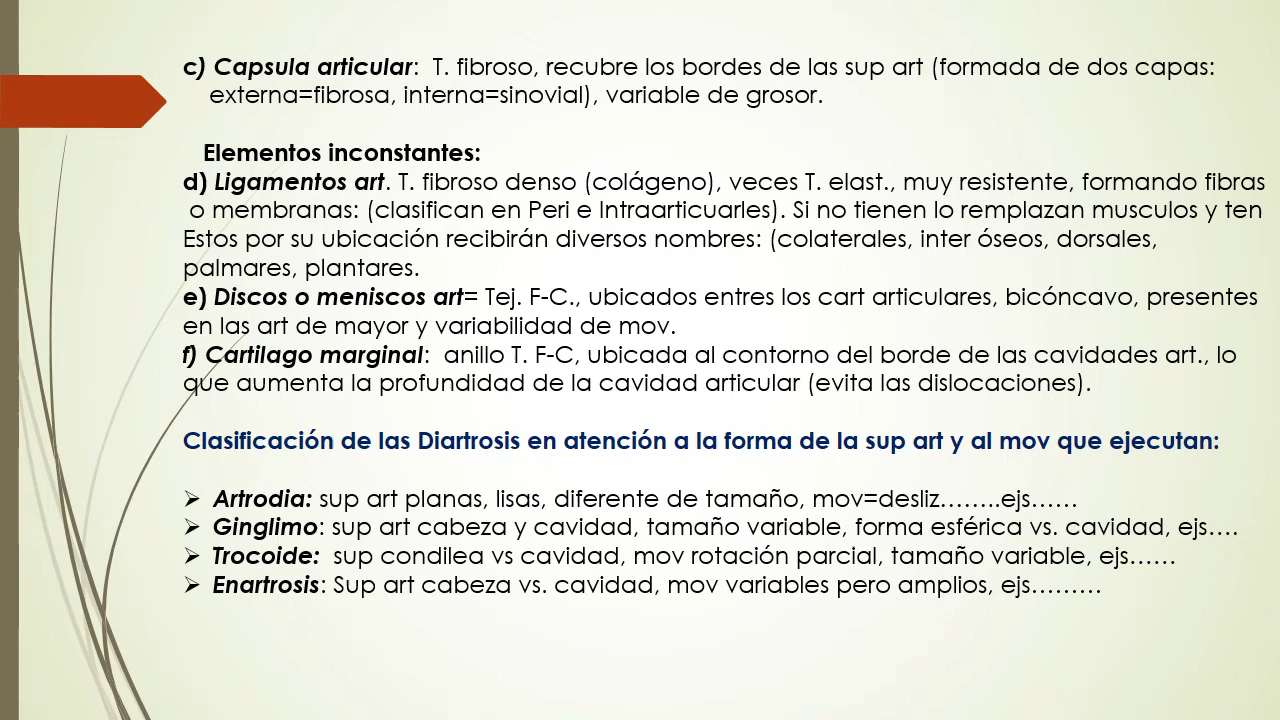 c) Capsula articular:  T. fibroso, recubre los bordes de las sup art (formada de dos capas:
externa=fibrosa, interna=sinovial), variable de grosor.
Elementos inconstantes:
d) Ligamentos art. T. fibroso denso (colágeno), veces T. elast., muy resistente, formando fibras
o membranas: (clasifican en Peri e Intraarticuarles). Si no tienen lo remplazan musculos y ten
Estos por su ubicación recibirán diversos nombres: (colaterales, inter óseos, dorsales,
palmares, plantares.
e) Discos o meniscos art= Tej. F-C., ubicados entres los cart articulares, bicóncavo, presentes
en las art de mayor y variabilidad de mov.
f) Cartilago marginal:  anillo T. F-C, ubicada al contorno del borde de las cavidades art., lo
que aumenta la profundidad de la cavidad articular (evita las dislocaciones).
Clasificación de las Diartrosis en atención a la forma de la sup art y al mov que ejecutan:
➢ Artrodia: sup art planas, lisas, diferente de tamaño, mov=desliz……..ejs……
➢ Ginglimo: sup art cabeza y cavidad, tamaño variable, forma esférica vs. cavidad, ejs….
➢ Trocoide:  sup condilea vs cavidad, mov rotación parcial, tamaño variable, ejs……
➢ Enartrosis: Sup art cabeza vs. cavidad, mov variables pero amplios, ejs………